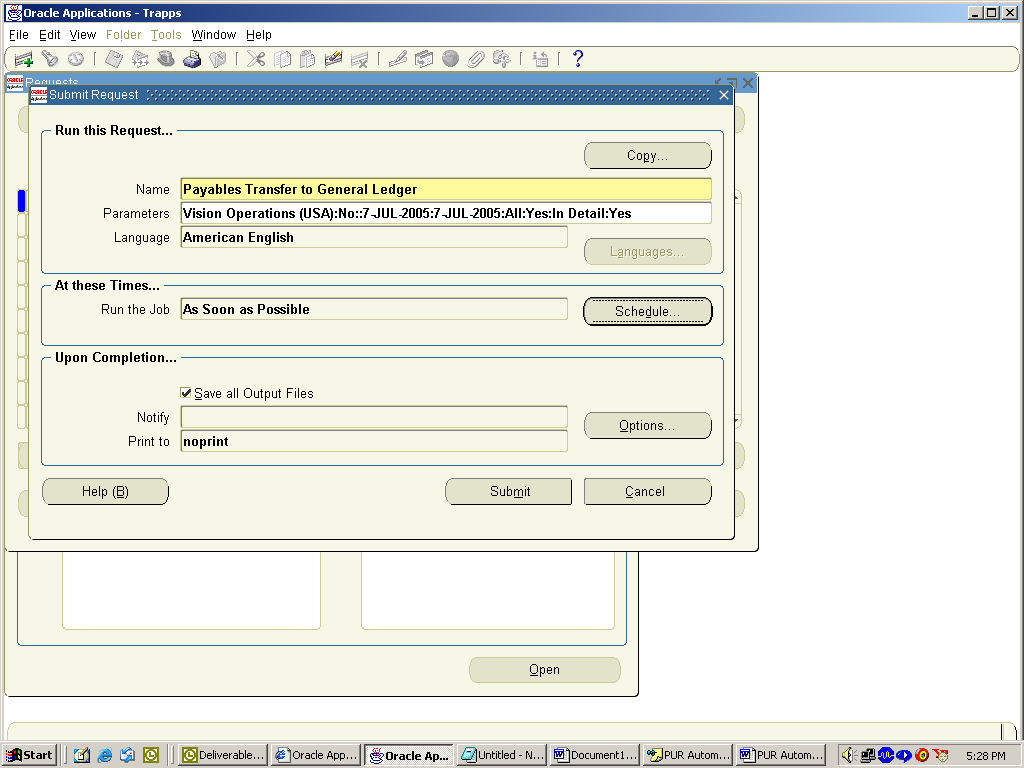 Oracle Applications - Trapps
File Edit View Folder Tools Window Help
Requests
Submit Request
Run this Request...
Copy...
Name Payables Transfer to General Ledger
Parameters Vision Operations (USA):No::7-JUL-2005:7-JUL-2005:All:Yes:In Detail:Yes
Language American English
Languages...
At these Times...
Run the Job As Soon as Possible
Schedule...
Upon Completion...
Save all Output Files
Notify
Options...
Print to noprint
Help (B) Submit Cancel
Open
Start Deliverable... Oracle App... Oracle Ap... Untitled - N... Document1... PUR Autom... PUR Autom... 5:28 PM